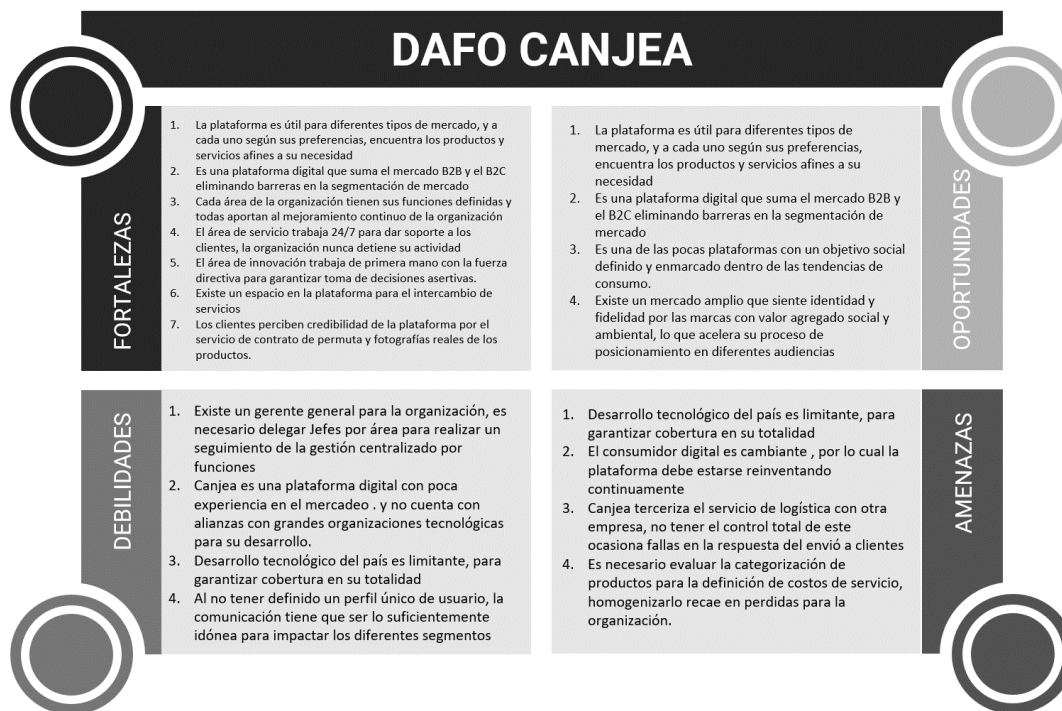 DAFO CANJEA
FORTALEZAS
1. La plataforma es útil para diferentes tipos de mercado, y a
cada uno según sus preferencias, encuentra los productos y
servicios afines a su necesidad
2. Es una plataforma digital que suma el mercado B2B y el B2C
eliminando barreras en la segmentación de mercado
3. Cada área de la organización tienen sus funciones definidas y
todas aportan al mejoramiento continuo de la organización
4. El área de servicio trabaja 24/7 para dar soporte a los
clientes, la organización nunca detiene su actividad
5. El área de innovación trabaja de primera mano con la fuerza
directiva para garantizar toma de decisiones asertivas.
6. Existe un espacio en la plataforma para el intercambio de
servicios
7. Los clientes perciben credibilidad de la plataforma por el
servicio de contrato de permuta y fotografías reales de los
productos.
OPORTUNIDADES
1. La plataforma es útil para diferentes tipos de
mercado, y a cada uno según sus preferencias,
encuentra los productos y servicios afines a su
necesidad
2. Es una plataforma digital que suma el mercado B2B y
el B2C eliminando barreras en la segmentación de
mercado
3. Es una de las pocas plataformas con un objetivo social
definido y enmarcado dentro de las tendencias de
consumo.
4. Existe un mercado amplio que siente identidad y
fidelidad por las marcas con valor agregado social y
ambiental, lo que acelera su proceso de
posicionamiento en diferentes audiencias
DEBILIDADES
1. Existe un gerente general para la organización, es
necesario delegar Jefes por área para realizar un
seguimiento de la gestión centralizado por
funciones
2. Canjea es una plataforma digital con poca
experiencia en el mercadeo . y no cuenta con
alianzas con grandes organizaciones tecnológicas
para su desarrollo.
3. Desarrollo tecnológico del país es limitante, para
garantizar cobertura en su totalidad
4. Al no tener definido un perfil único de usuario, la
comunicación tiene que ser lo suficientemente
idónea para impactar los diferentes segmentos
AMENAZAS
1. Desarrollo tecnológico del país es limitante, para
garantizar cobertura en su totalidad
2. El consumidor digital es cambiante , por lo cual la
plataforma debe estarse reinventando
continuamente
3. Canjea terceriza el servicio de logística con otra
empresa, no tener el control total de este
ocasiona fallas en la respuesta del envió a clientes
4. Es necesario evaluar la categorización de
productos para la definición de costos de servicio,
homogenizarlo recae en perdidas para la
organización.